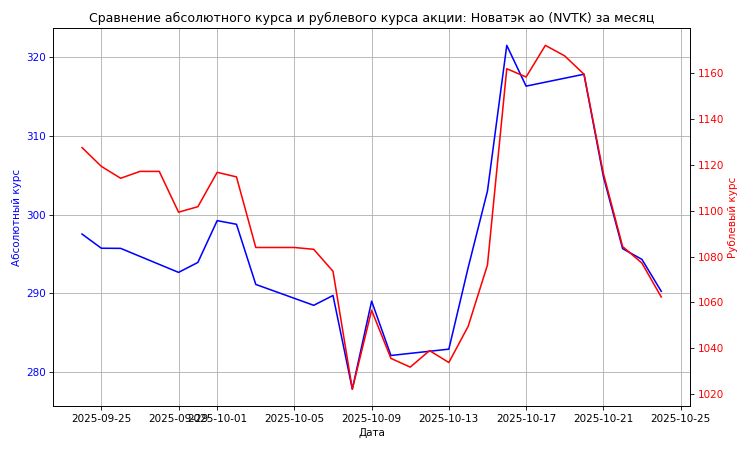 Сравнение абсолютного курса и рублевого курса акции: Новатэк ао (NVTK) за месяц
Абсолютный курс
320
310
300
290
280
Рублевый курс
1160
1140
1120
1100
1080
1060
1040
1020
2025-09-25 2025-09-29 2025-10-01 2025-10-05 2025-10-09 2025-10-13 2025-10-17 2025-10-21 2025-10-25
Дата